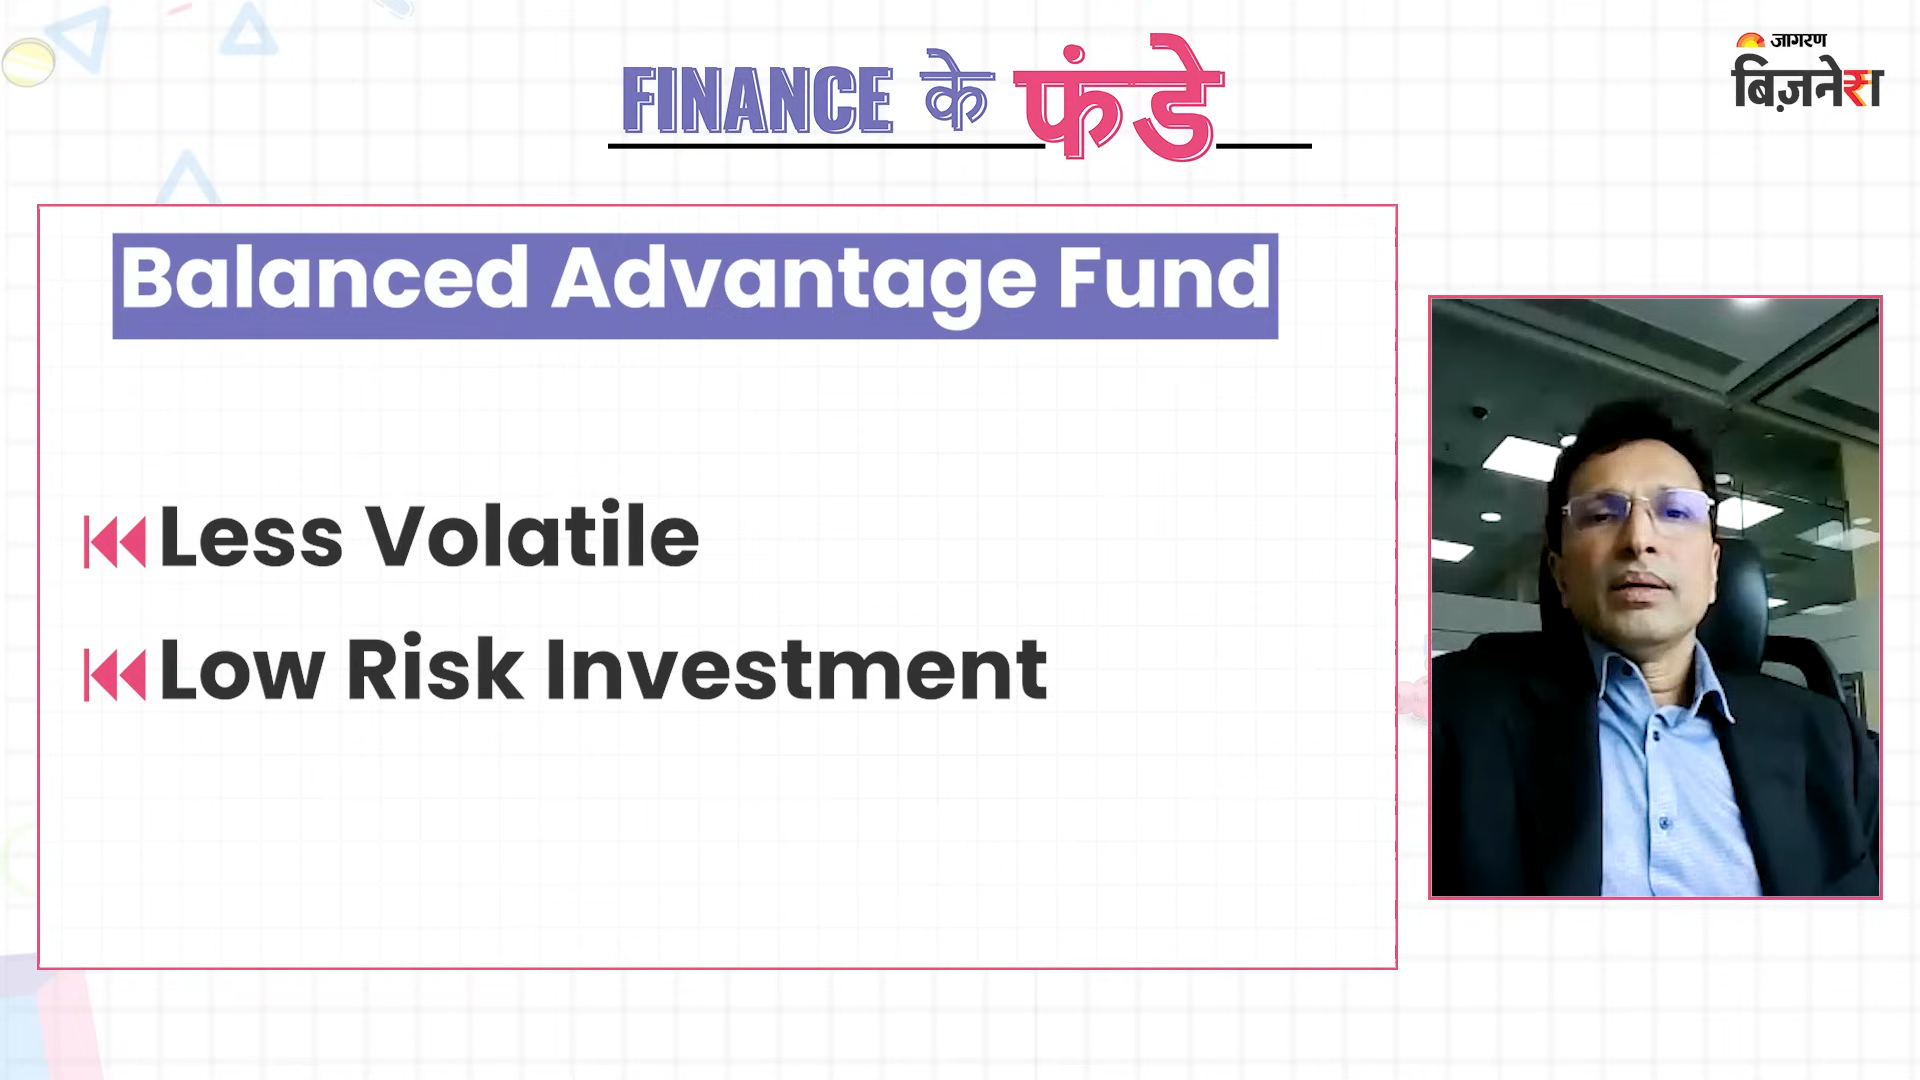 FINANCE के फंडे
जागरण
बिज़नेस
Balanced Advantage Fund
Less Volatile
Low Risk Investment